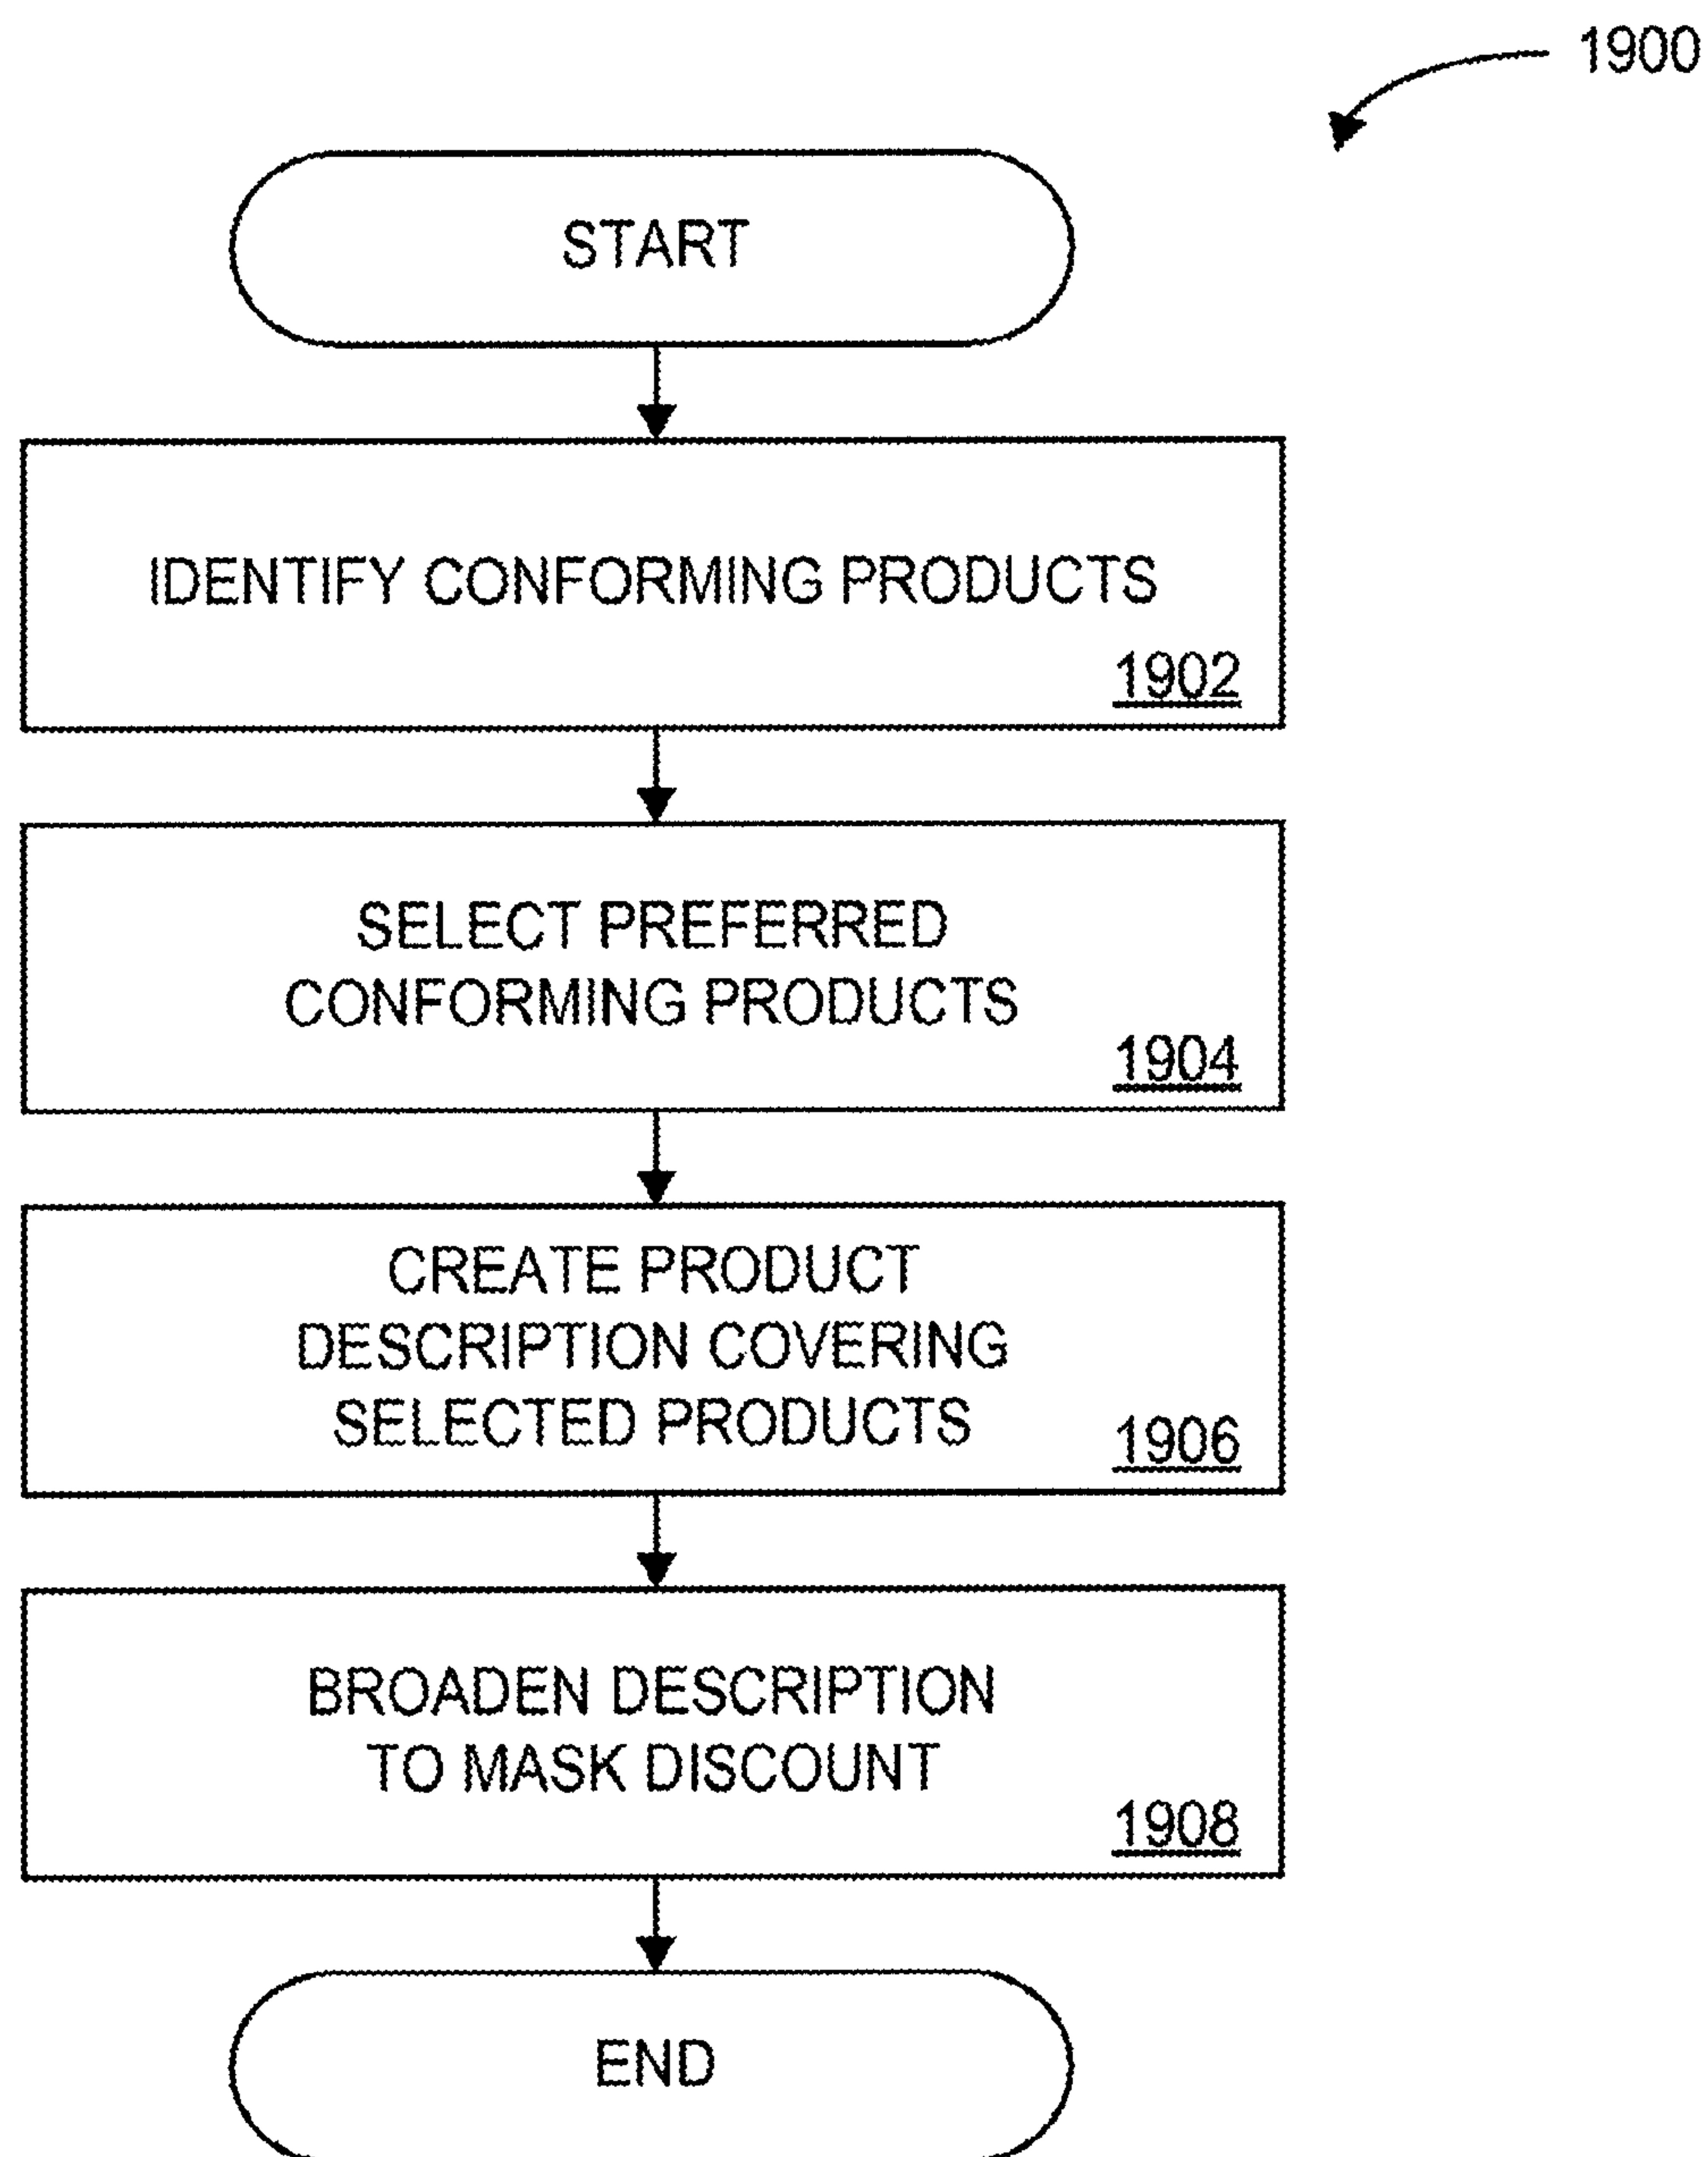 1900
START
IDENTIFY CONFORMING PRODUCTS
1902
SELECT PREFERRED
CONFORMING PRODUCTS
1904
CREATE PRODUCT
DESCRIPTION COVERING
SELECTED PRODUCTS
1906
BROADEN DESCRIPTION
TO MASK DISCOUNT
1908
END